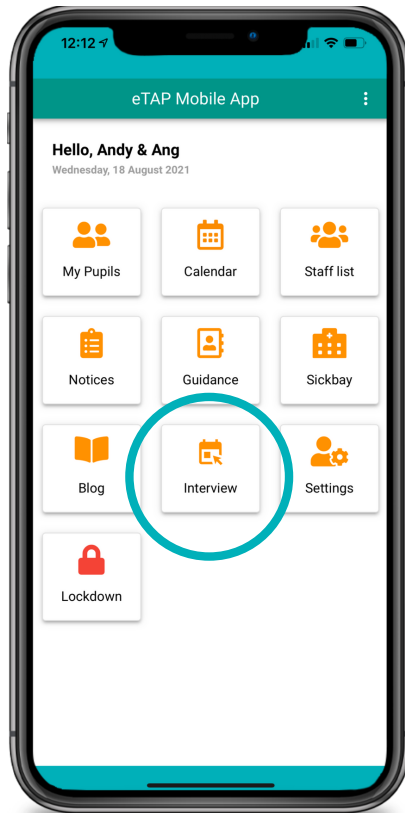 12:12
eTAP Mobile App
Hello, Andy & Ang
Wednesday, 18 August 2021
My Pupils
Calendar
Staff list
Notices
Guidance
Sickbay
Blog
Interview
Settings
Lockdown